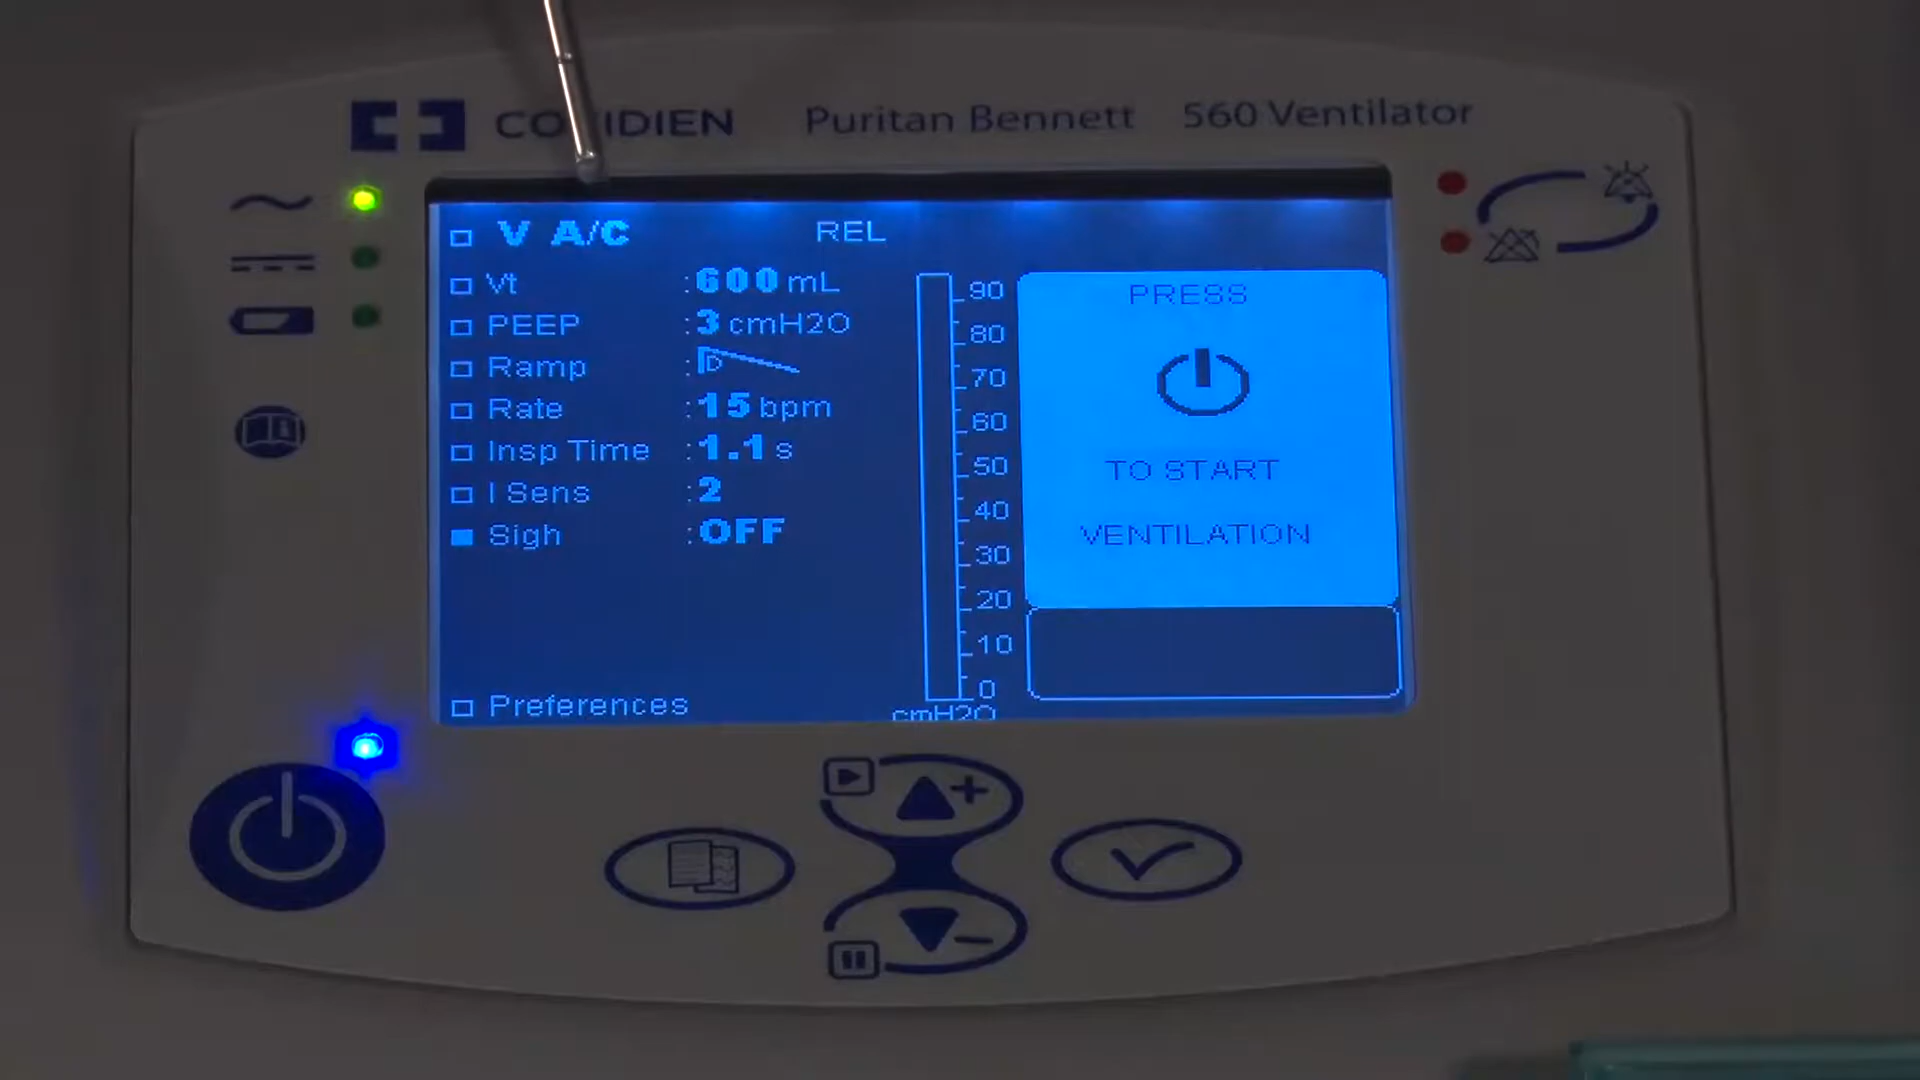 COVIDIEN Puritan Bennett 560 Ventilator
V A/C REL
Vt :600 mL
PEEP :3 cmH2O
Ramp :D
Rate :15 bpm
Insp Time :1.1 s
I Sens :2
Sigh :OFF
Preferences
90
80
70
60
50
40
30
20
10
0
cmH2O
PRESS
TO START
VENTILATION